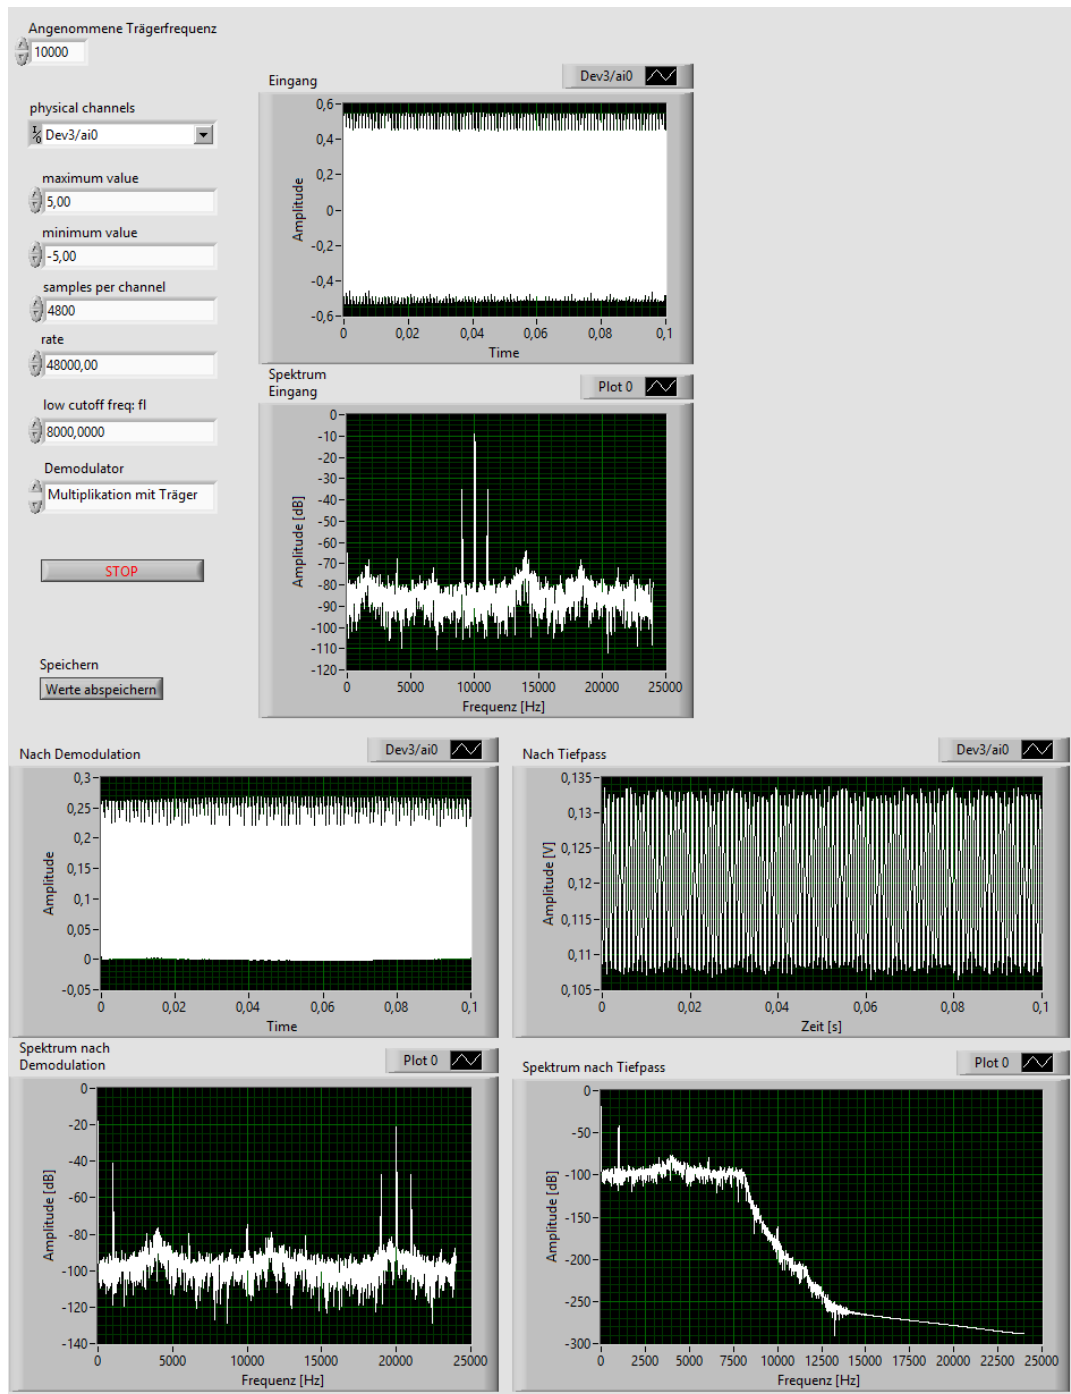 Angenommene Trägerfrequenz
10000
physical channels
Dev3/ai0
maximum value
5,00
minimum value
-5,00
samples per channel
4800
rate
48000,00
low cutoff freq: fl
8000,0000
Demodulator
Multiplikation mit Träger
STOP
Speichern
Werte abspeichern
Eingang
Dev3/ai0
0,6
0,4
0,2
0
-0,2
-0,4
-0,6
Amplitude
0 0,02 0,04 0,06 0,08 0,1
Time
Spektrum
Eingang
Plot 0
0
-10
-20
-30
-40
-50
-60
-70
-80
-90
-100
-110
-120
Amplitude [dB]
0 5000 10000 15000 20000 25000
Frequenz [Hz]
Nach Demodulation
Dev3/ai0
0,3
0,25
0,2
0,15
0,1
0,05
0
-0,05
Amplitude
0 0,02 0,04 0,06 0,08 0,1
Time
Nach Tiefpass
Dev3/ai0
0,135
0,13
0,125
0,12
0,115
0,11
0,105
Amplitude [V]
0 0,02 0,04 0,06 0,08 0,1
Zeit [s]
Spektrum nach
Demodulation
Plot 0
0
-20
-40
-60
-80
-100
-120
-140
Amplitude [dB]
0 5000 10000 15000 20000 25000
Frequenz [Hz]
Spektrum nach Tiefpass
Plot 0
0
-50
-100
-150
-200
-250
-300
Amplitude [dB]
0 2500 5000 7500 10000 12500 15000 17500 20000 22500 25000
Frequenz [Hz]